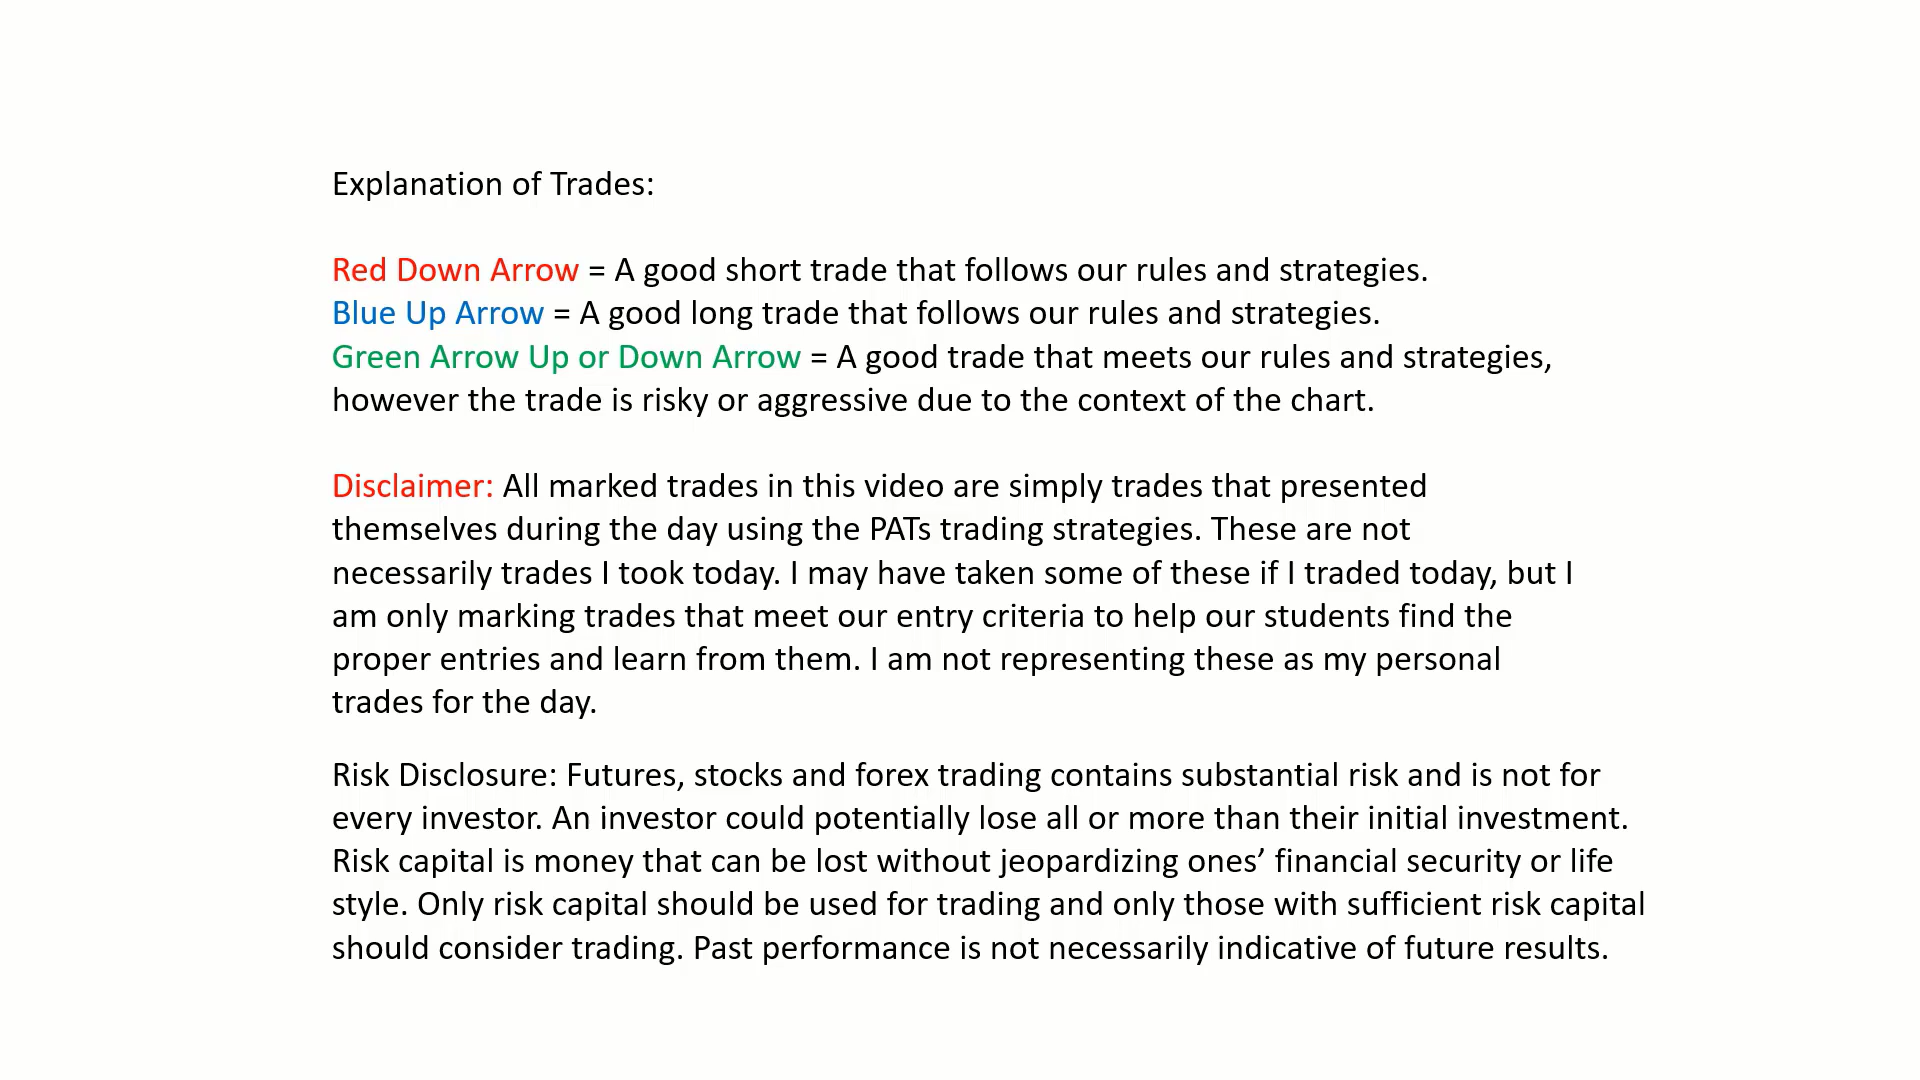 Explanation of Trades:
Red Down Arrow = A good short trade that follows our rules and strategies.
Blue Up Arrow = A good long trade that follows our rules and strategies.
Green Arrow Up or Down Arrow = A good trade that meets our rules and strategies,
however the trade is risky or aggressive due to the context of the chart.
Disclaimer: All marked trades in this video are simply trades that presented
themselves during the day using the PATs trading strategies. These are not
necessarily trades I took today. I may have taken some of these if I traded today, but I
am only marking trades that meet our entry criteria to help our students find the
proper entries and learn from them. I am not representing these as my personal
trades for the day.
Risk Disclosure: Futures, stocks and forex trading contains substantial risk and is not for
every investor. An investor could potentially lose all or more than their initial investment.
Risk capital is money that can be lost without jeopardizing ones’ financial security or life
style. Only risk capital should be used for trading and only those with sufficient risk capital
should consider trading. Past performance is not necessarily indicative of future results.